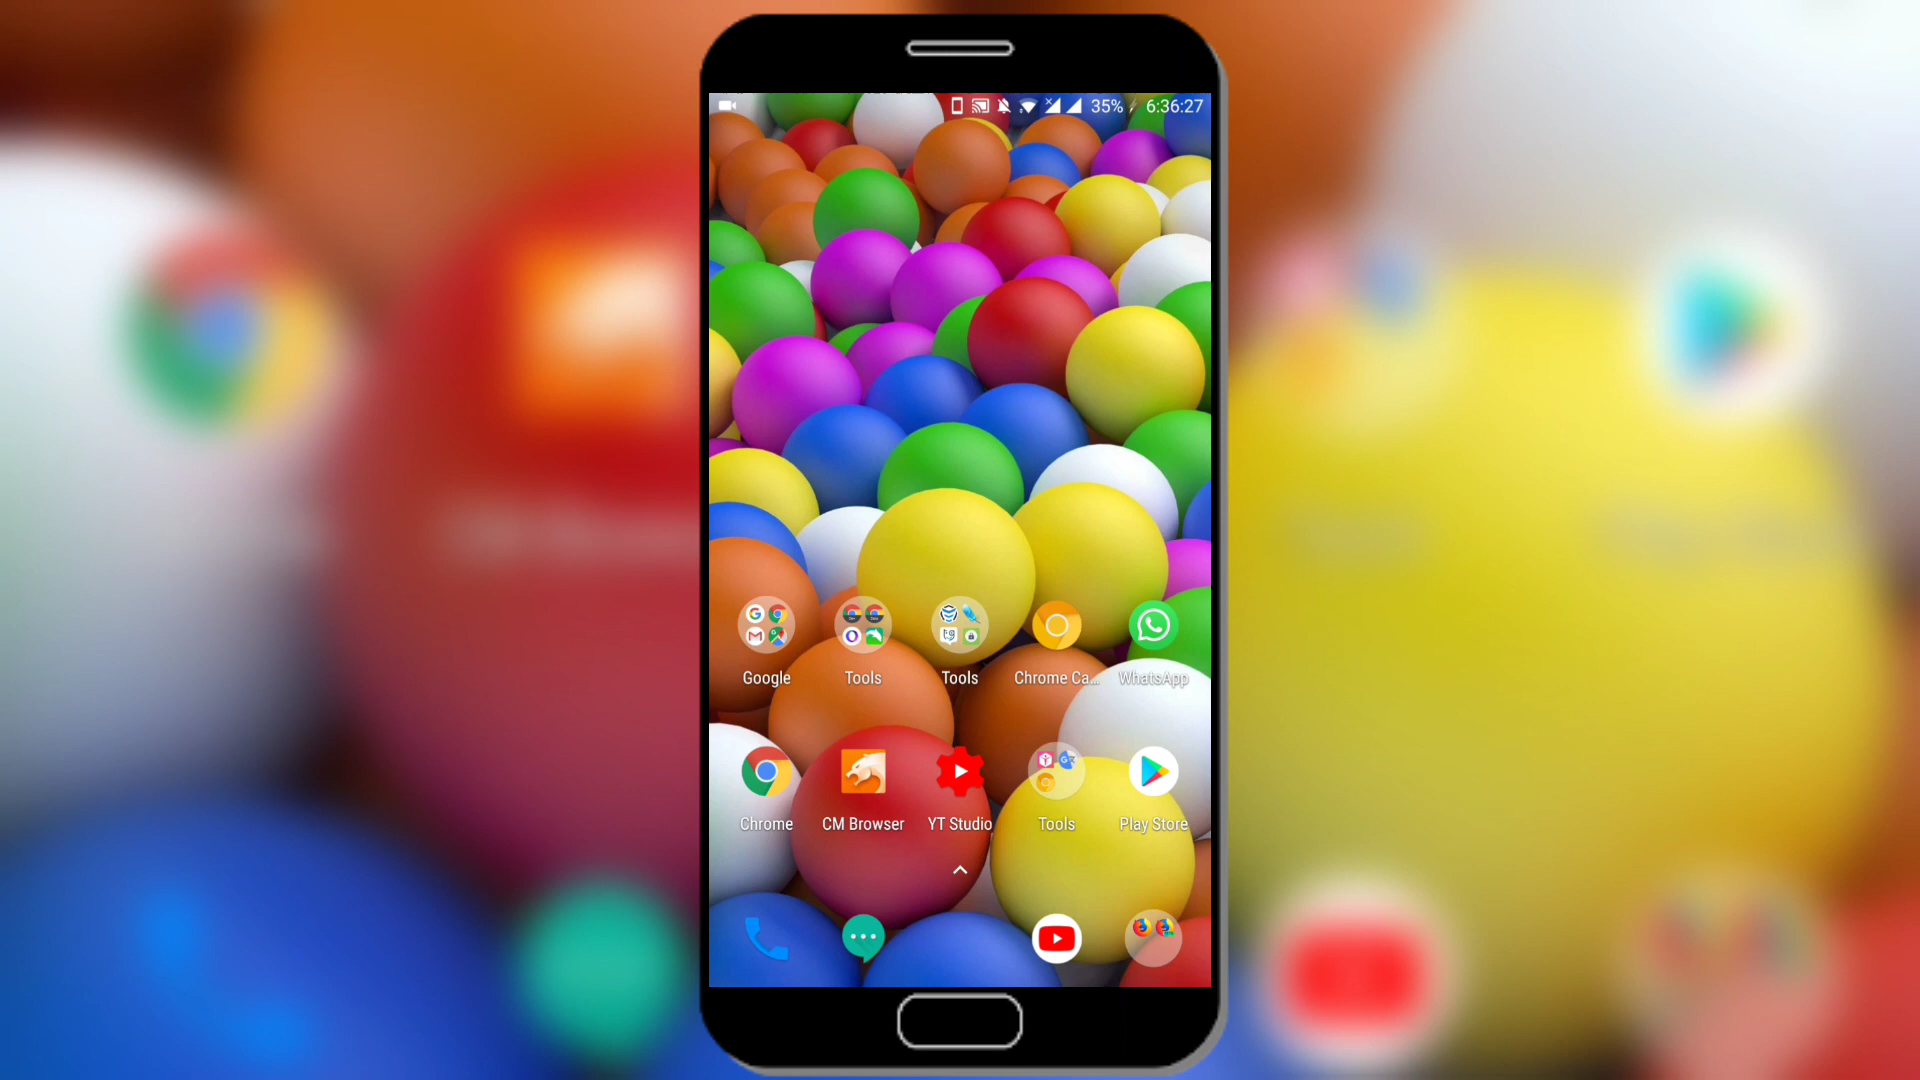 35% 6:36:27
Google Tools Tools Chrome Ca... WhatsApp
Chrome CM Browser YT Studio Tools Play Store